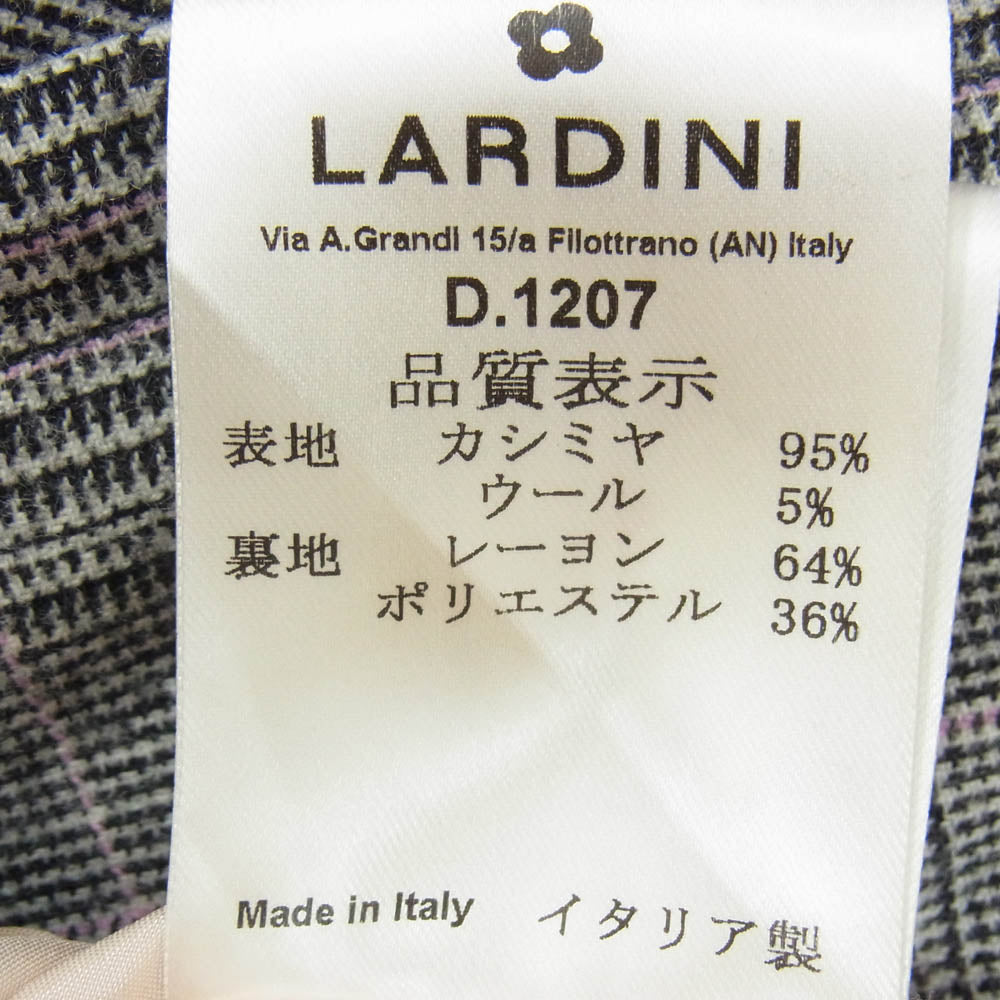 LARDINI
Via A.Grandi 15/a Filottrano (AN) Italy
D.1207
品質表示
表地 カシミヤ 95%
ウール 5%
裏地 レーヨン 64%
ポリエステル 36%
Made in Italy イタリア製